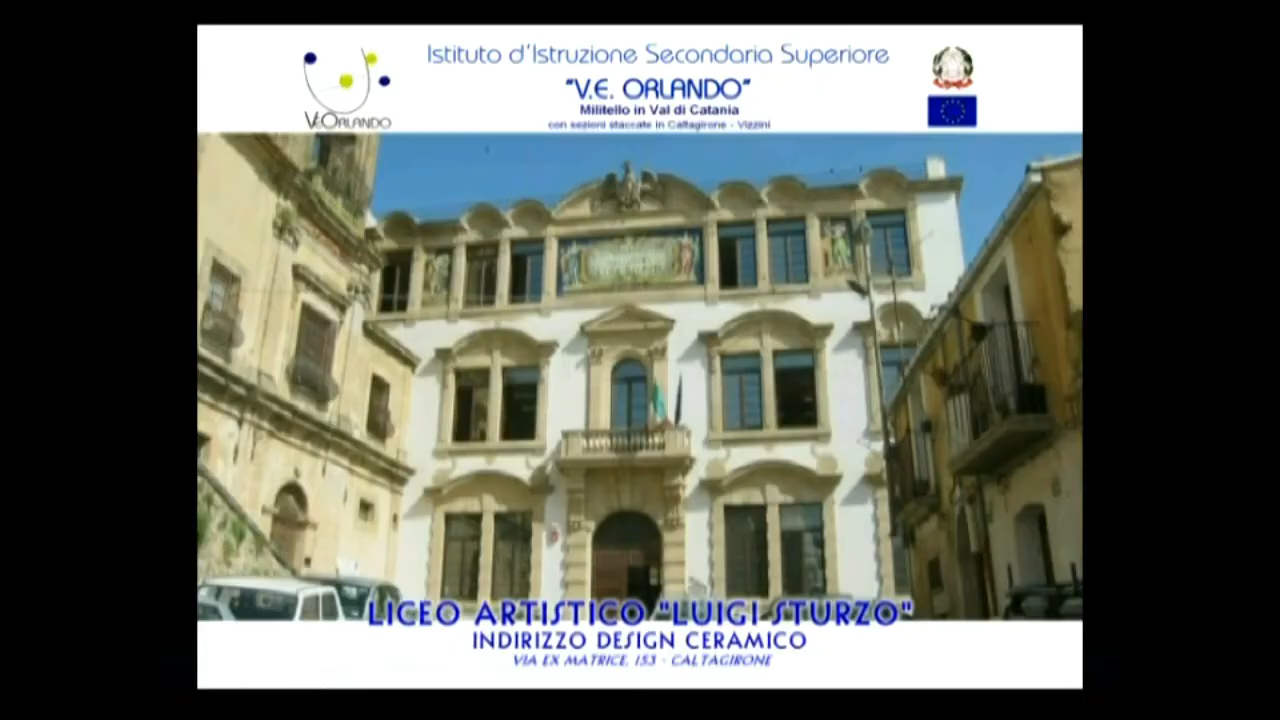 Istituto d'Istruzione Secondaria Superiore
"V.E. ORLANDO"
Militello in Val di Catania
con sezioni staccate in Caltagirone - Vizzini
VEORLANDO
LICEO ARTISTICO "LUIGI STURZO"
INDIRIZZO DESIGN CERAMICO
VIA EX MATRICE, 153 - CALTAGIRONE